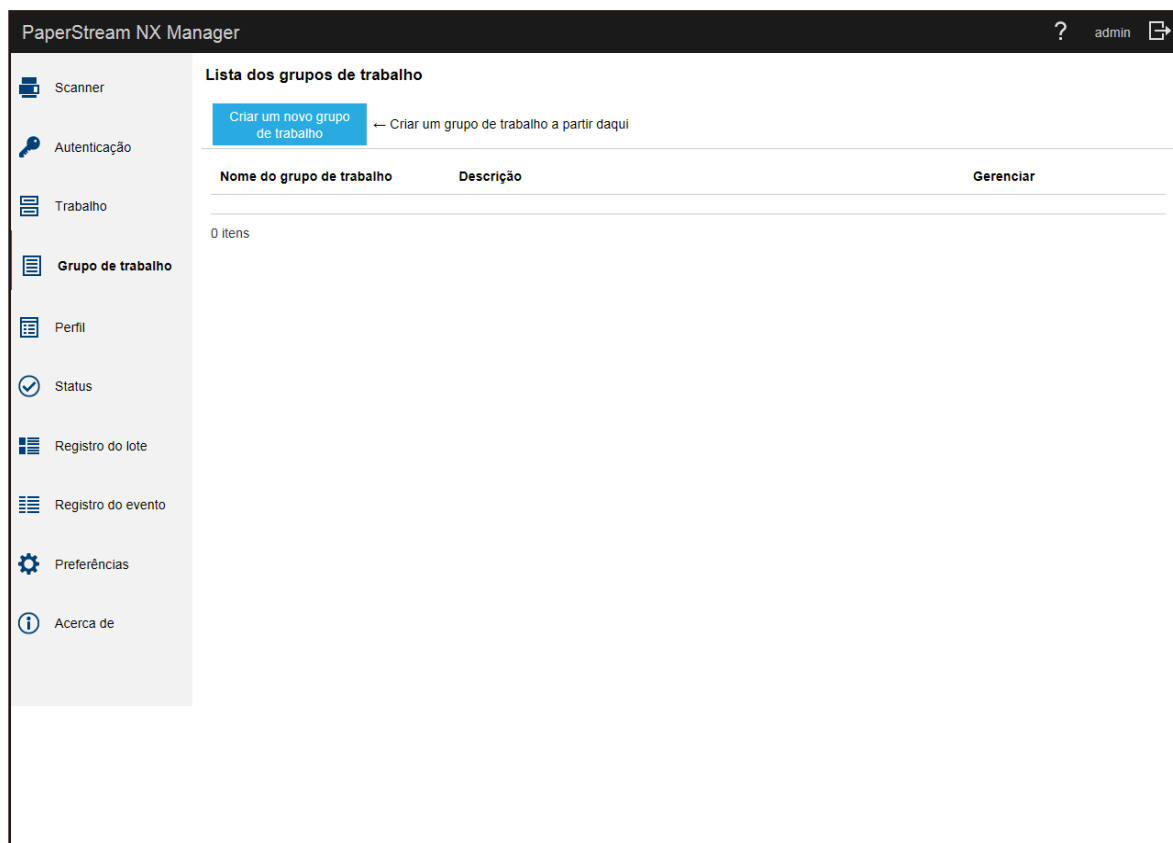 PaperStream NX Manager
? admin
Scanner
Autenticação
Trabalho
Grupo de trabalho
Perfil
Status
Registro do lote
Registro do evento
Preferências
Acerca de
Lista dos grupos de trabalho
Criar um novo grupo
de trabalho
← Criar um grupo de trabalho a partir daqui
Nome do grupo de trabalho Descrição Gerenciar
0 itens